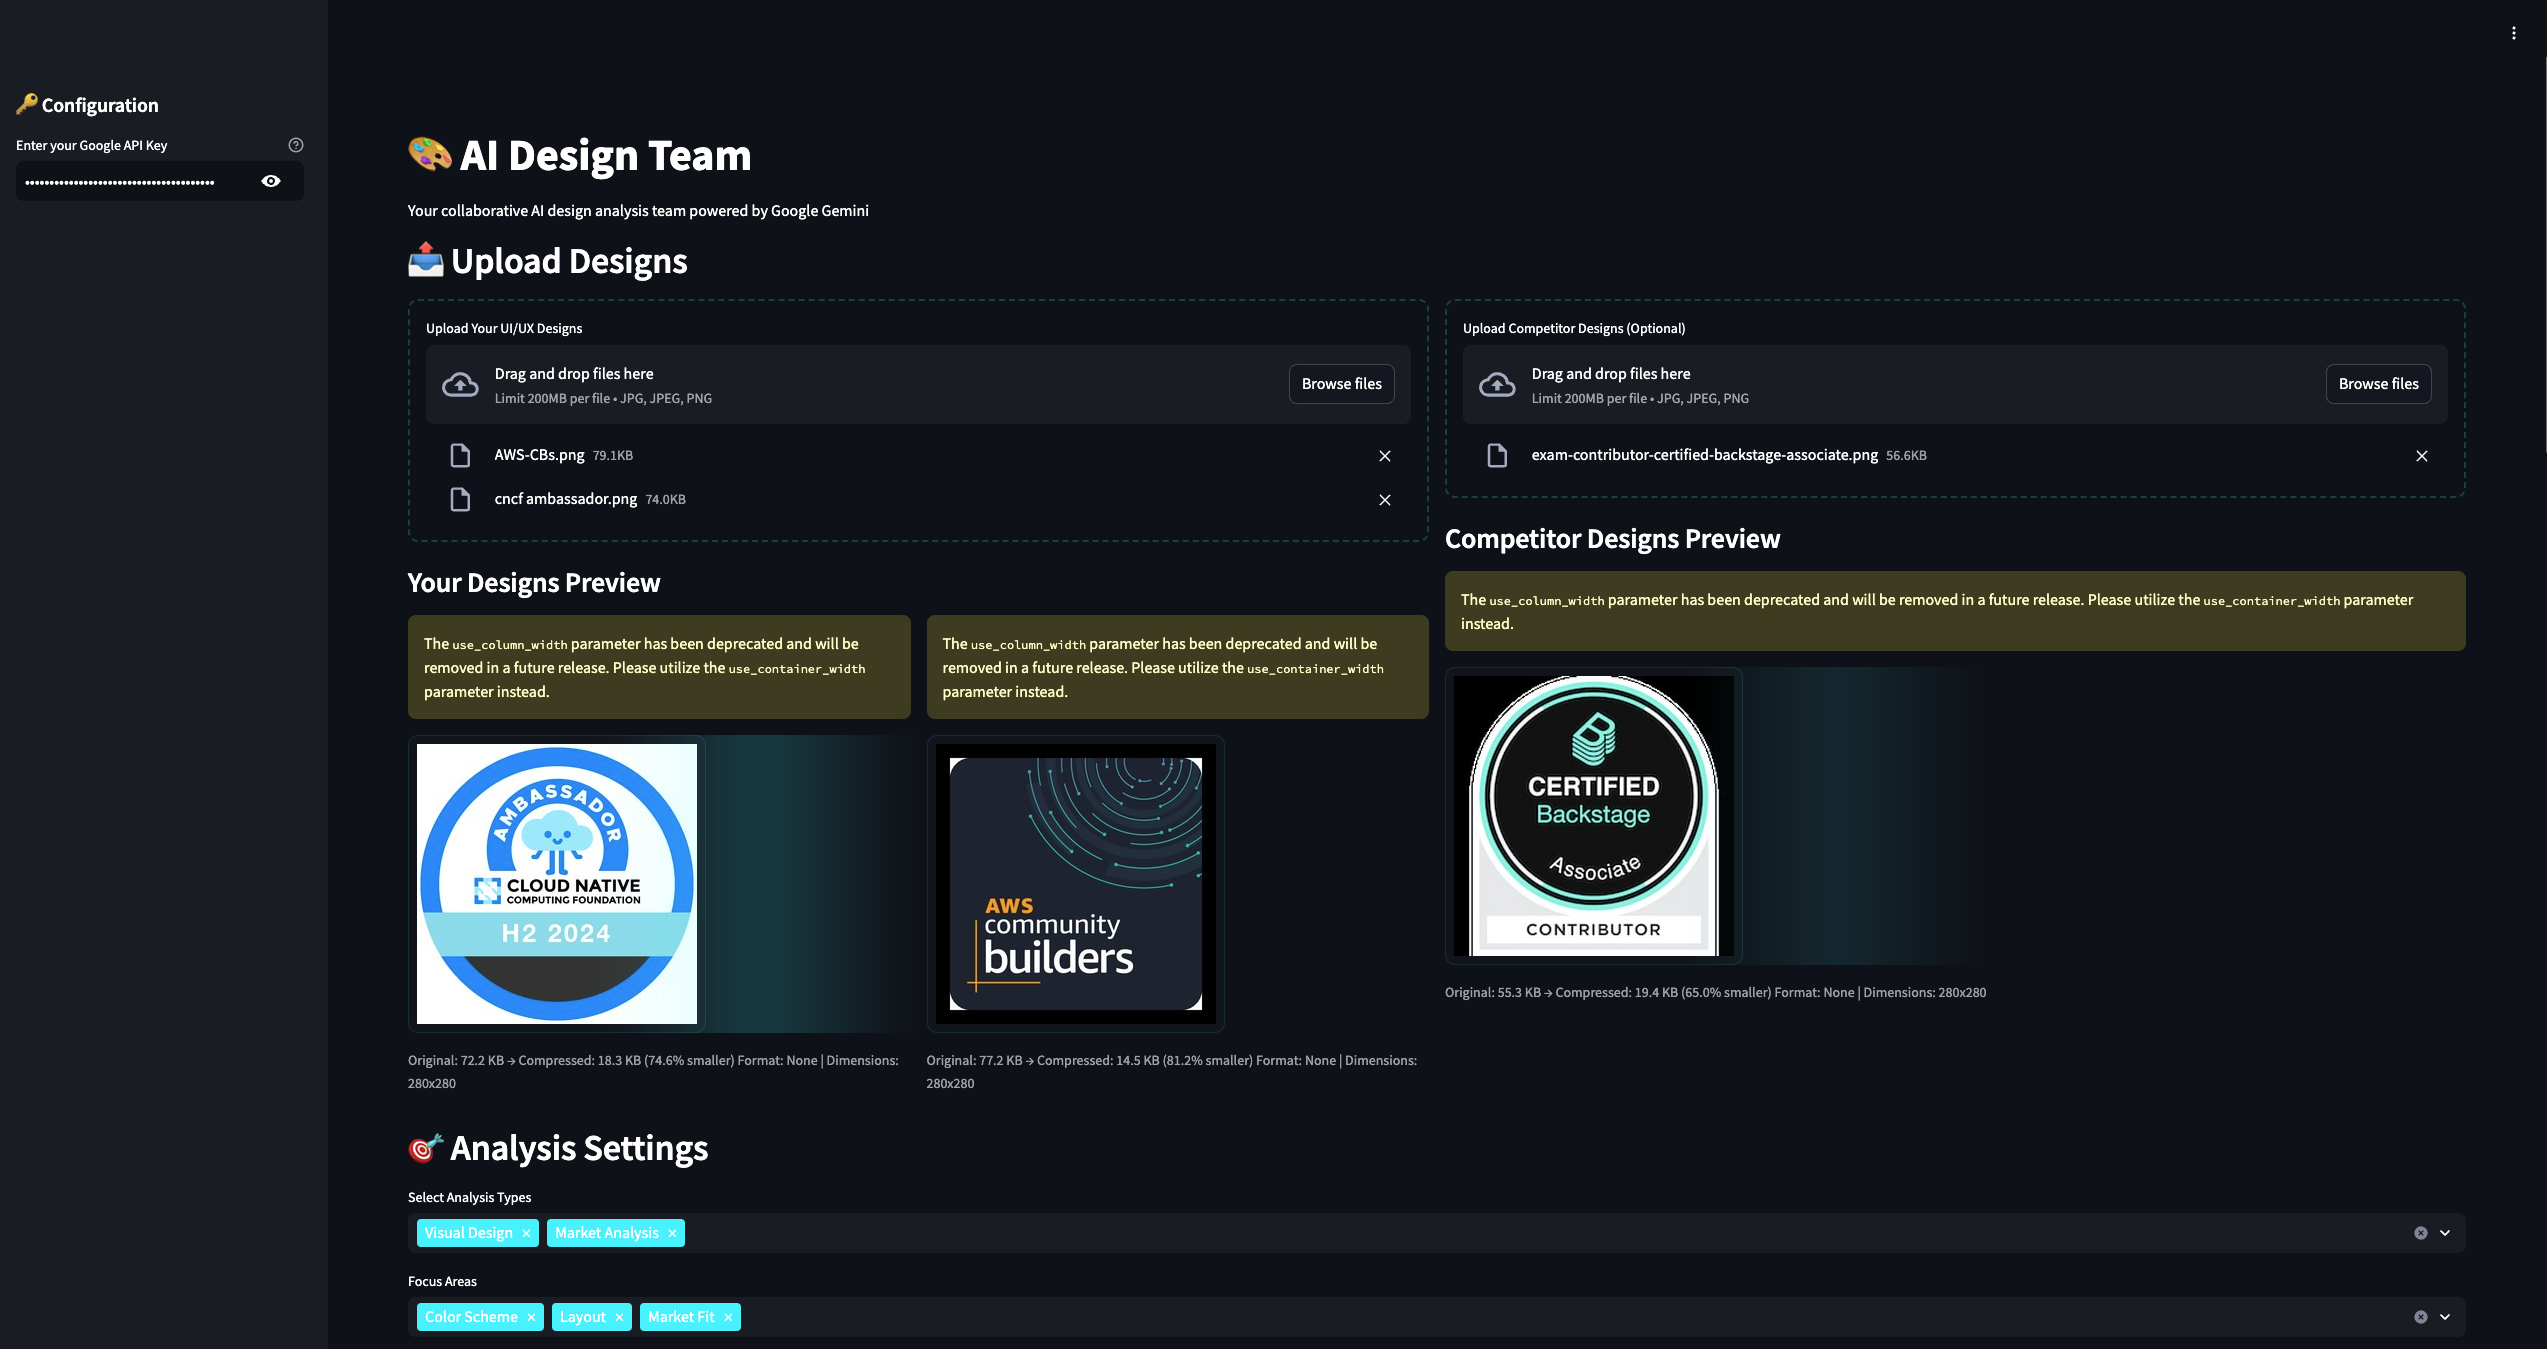 Configuration
Enter your Google API Key
AI Design Team
Your collaborative AI design analysis team powered by Google Gemini
Upload Designs
Upload Your UI/UX Designs
Drag and drop files here
Limit 200MB per file • JPG, JPEG, PNG
Browse files
AWS-CBs.png 79.1KB
cncf ambassador.png 74.0KB
Upload Competitor Designs (Optional)
Drag and drop files here
Limit 200MB per file • JPG, JPEG, PNG
Browse files
exam-contributor-certified-backstage-associate.png 56.6KB
Your Designs Preview
The use_column_width parameter has been deprecated and will be
removed in a future release. Please utilize the use_container_width
parameter instead.
AMBASSADOR
CLOUD NATIVE
COMPUTING FOUNDATION
H2 2024
Original: 72.2 KB → Compressed: 18.3 KB (74.6% smaller) Format: None | Dimensions:
280x280
The use_column_width parameter has been deprecated and will be
removed in a future release. Please utilize the use_container_width
parameter instead.
AWS
community
builders
Original: 77.2 KB → Compressed: 14.5 KB (81.2% smaller) Format: None | Dimensions:
280x280
Competitor Designs Preview
The use_column_width parameter has been deprecated and will be removed in a future release. Please utilize the use_container_width parameter
instead.
CERTIFIED
Backstage
Associate
CONTRIBUTOR
Original: 55.3 KB → Compressed: 19.4 KB (65.0% smaller) Format: None | Dimensions: 280x280
Analysis Settings
Select Analysis Types
Visual Design × Market Analysis ×
Focus Areas
Color Scheme × Layout × Market Fit ×